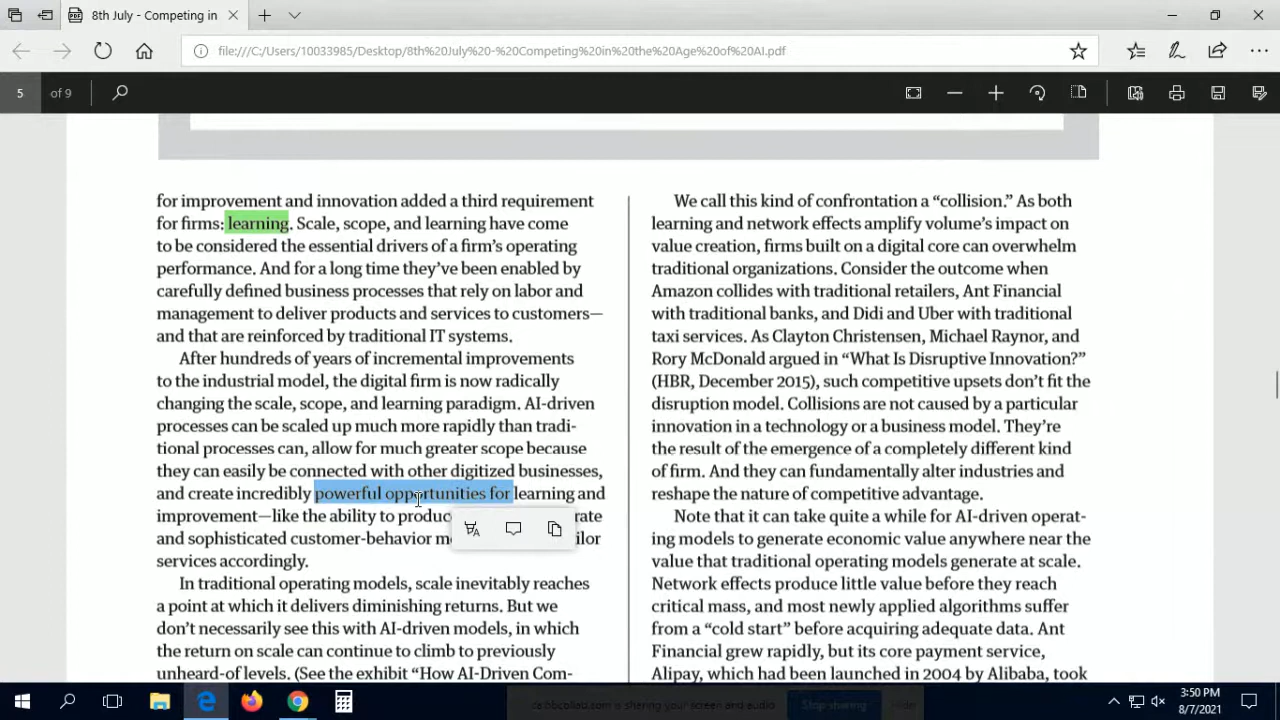 8th July - Competing in
file:///C:/Users/10033985/Desktop/8th%20July%20-%20Competing%20in%20the%20Age%20of%20AI.pdf
5 of 9
for improvement and innovation added a third requirement
for firms: learning. Scale, scope, and learning have come
to be considered the essential drivers of a firm’s operating
performance. And for a long time they’ve been enabled by
carefully defined business processes that rely on labor and
management to deliver products and services to customers—
and that are reinforced by traditional IT systems.
After hundreds of years of incremental improvements
to the industrial model, the digital firm is now radically
changing the scale, scope, and learning paradigm. AI-driven
processes can be scaled up much more rapidly than tradi-
tional processes can, allow for much greater scope because
they can easily be connected with other digitized businesses,
and create incredibly powerful opportunities for learning and
improvement—like the ability to produc rate
and sophisticated customer-behavior m ilor
services accordingly.
In traditional operating models, scale inevitably reaches
a point at which it delivers diminishing returns. But we
don’t necessarily see this with AI-driven models, in which
the return on scale can continue to climb to previously
unheard-of levels. (See the exhibit “How AI-Driven Com-
We call this kind of confrontation a “collision.” As both
learning and network effects amplify volume’s impact on
value creation, firms built on a digital core can overwhelm
traditional organizations. Consider the outcome when
Amazon collides with traditional retailers, Ant Financial
with traditional banks, and Didi and Uber with traditional
taxi services. As Clayton Christensen, Michael Raynor, and
Rory McDonald argued in “What Is Disruptive Innovation?”
(HBR, December 2015), such competitive upsets don’t fit the
disruption model. Collisions are not caused by a particular
innovation in a technology or a business model. They’re
the result of the emergence of a completely different kind
of firm. And they can fundamentally alter industries and
reshape the nature of competitive advantage.
Note that it can take quite a while for AI-driven operat-
ing models to generate economic value anywhere near the
value that traditional operating models generate at scale.
Network effects produce little value before they reach
critical mass, and most newly applied algorithms suffer
from a “cold start” before acquiring adequate data. Ant
Financial grew rapidly, but its core payment service,
Alipay, which had been launched in 2004 by Alibaba, took
is sharing your screen and audio
Stop sharing
Hide
3:50 PM
8/7/2021